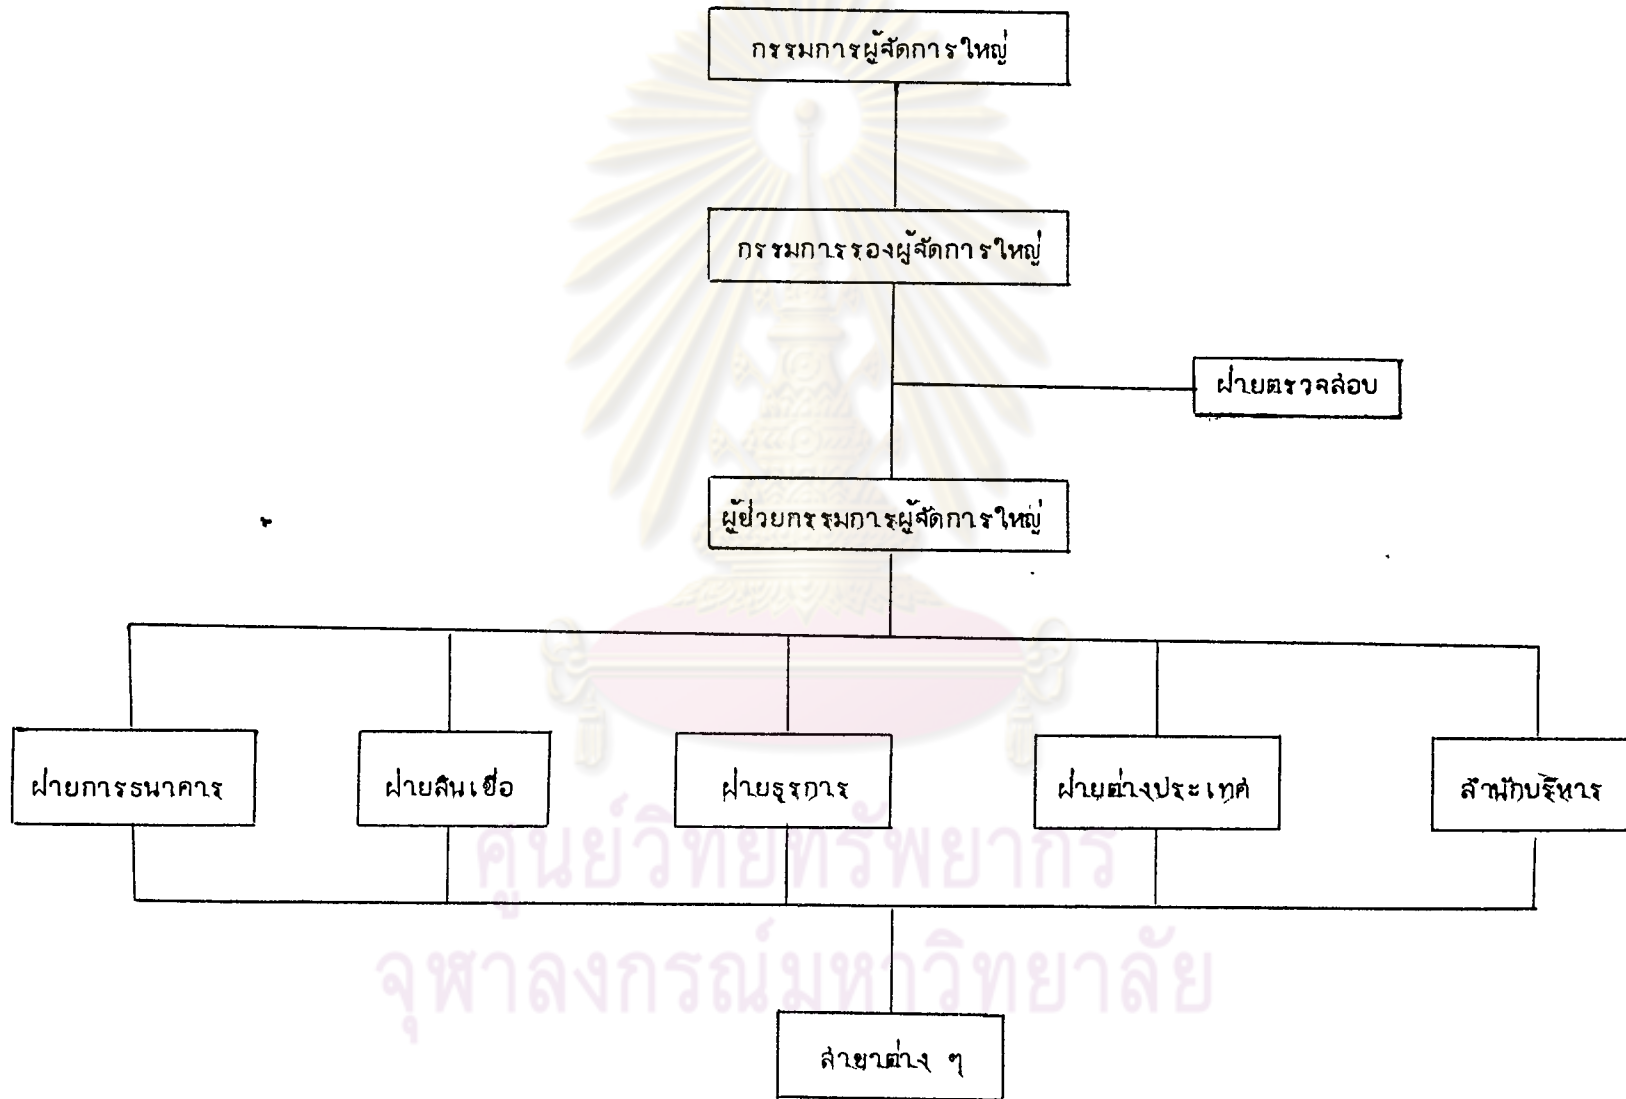 กรรมการผู้จัดการใหญ่
กรรมการรองผู้จัดการใหญ่
ฝ่ายตรวจสอบ
ผู้ช่วยกรรมการผู้จัดการใหญ่
ฝ่ายการธนาคาร
ฝ่ายสินเชื่อ
ฝ่ายธุรการ
ฝ่ายต่างประเทศ
สำนักบริหาร
ศูนย์วิทยทรัพยากร
จุฬาลงกรณ์มหาวิทยาลัย
สาขาต่าง ๆ